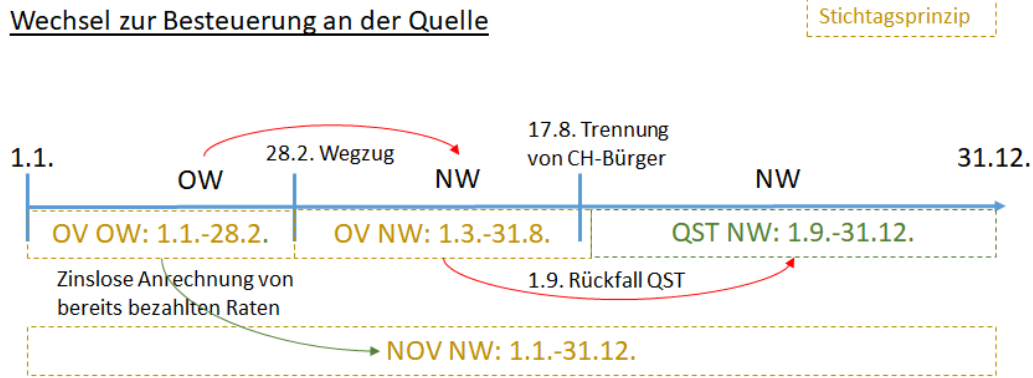 Wechsel zur Besteuerung an der Quelle
Stichtagsprinzip
1.1.
28.2. Wegzug
17.8. Trennung
von CH-Bürger
31.12.
OW
NW
NW
OV OW: 1.1.-28.2.
OV NW: 1.3.-31.8.
QST NW: 1.9.-31.12.
Zinslose Anrechnung von
bereits bezahlten Raten
1.9. Rückfall QST
NOV NW: 1.1.-31.12.